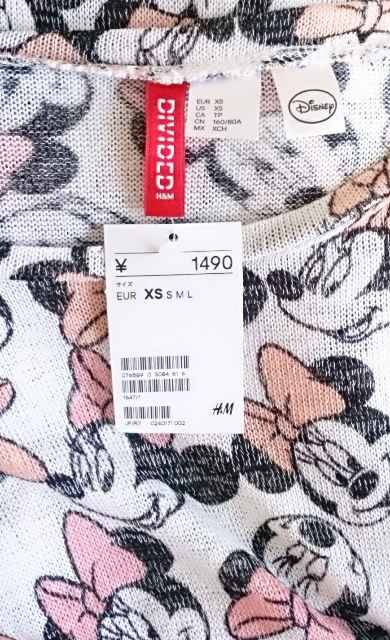 DIVIDED
H&M
EUR XS
US XS
CA TP
CN 160/80A
MX XCH
Disney
¥ 1490
サイズ
EUR XS S M L
H&M